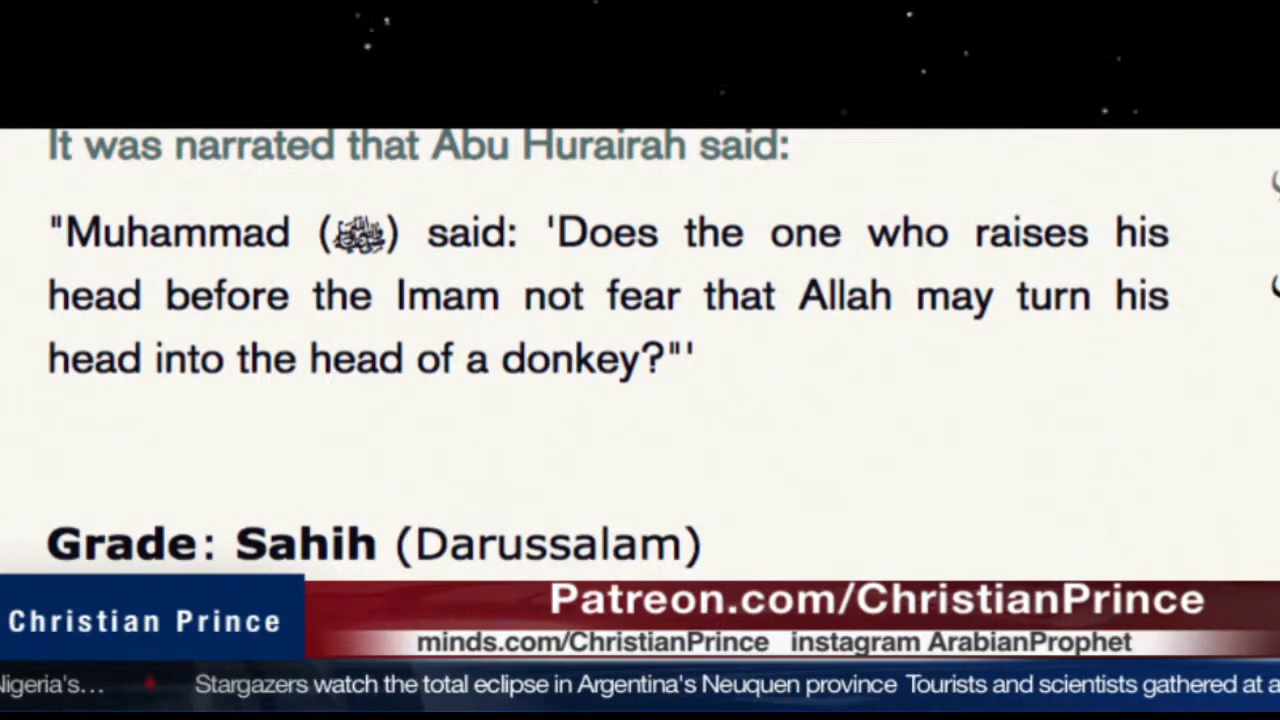 It was narrated that Abu Hurairah said:
"Muhammad (ﷺ) said: 'Does the one who raises his
head before the Imam not fear that Allah may turn his
head into the head of a donkey?"'
Grade: Sahih (Darussalam)
Christian Prince
Patreon.com/ChristianPrince
minds.com/ChristianPrince instagram ArabianProphet
Nigeria's... Stargazers watch the total eclipse in Argentina's Neuquen province Tourists and scientists gathered at a